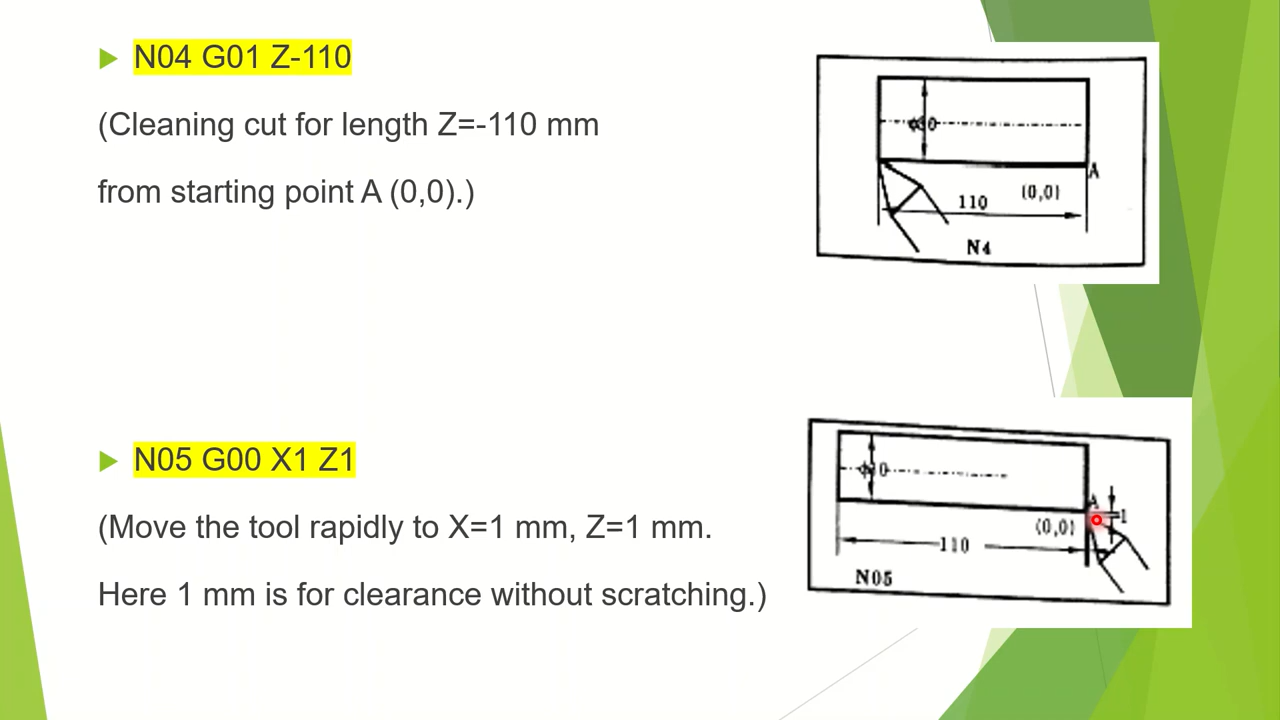 N04 G01 Z-110
(Cleaning cut for length Z=-110 mm
from starting point A (0,0).)
A
(0,0)
110
N4
N05 G00 X1 Z1
(Move the tool rapidly to X=1 mm, Z=1 mm.
Here 1 mm is for clearance without scratching.)
A
1
(0,0)
110
N05